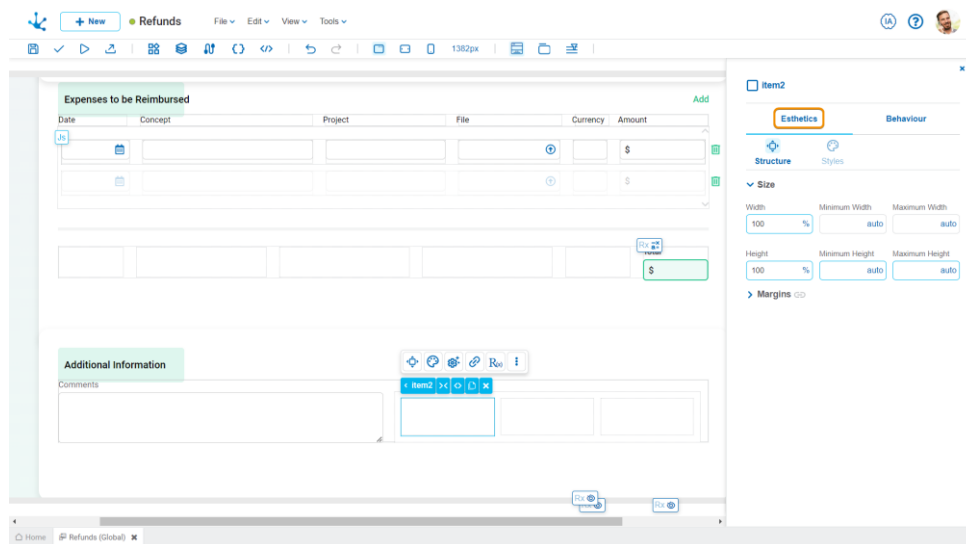 + New
Refunds
File
Edit
View
Tools
IA
?
1382px
Expenses to be Reimbursed
Add
Date
Concept
Project
File
Currency
Amount
Js
$
$
Rx
Total
$
Additional Information
Comments
R(x)
item2
Rx
Rx
Rx
Home
Refunds (Global)
item2
Esthetics
Behaviour
Structure
Styles
Size
Width
Minimum Width
Maximum Width
100 %
auto
auto
Height
Minimum Height
Maximum Height
100 %
auto
auto
Margins